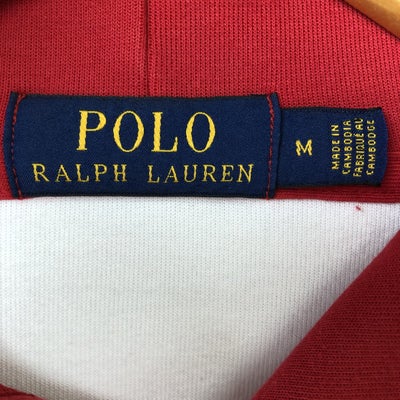 POLO
RALPH LAUREN
M
MADE IN
CAMBODIA
FABRIQUÉ AU
CAMBODGE